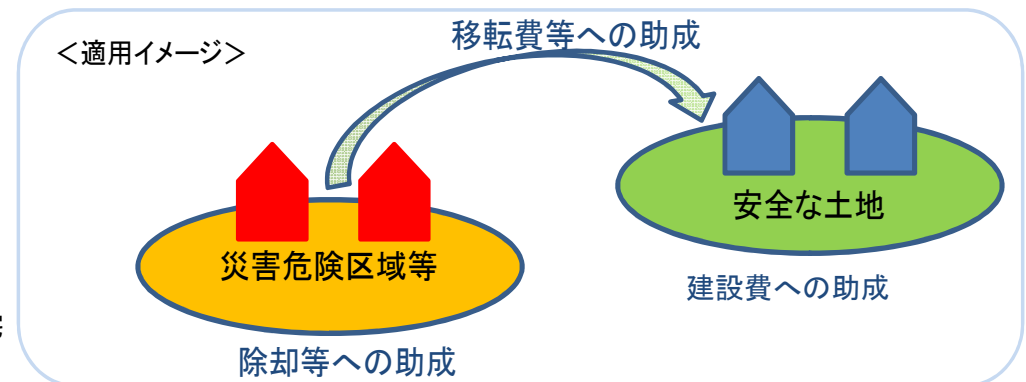 ＜適用イメージ＞
移転費等への助成
安全な土地
災害危険区域等
建設費への助成
除却等への助成